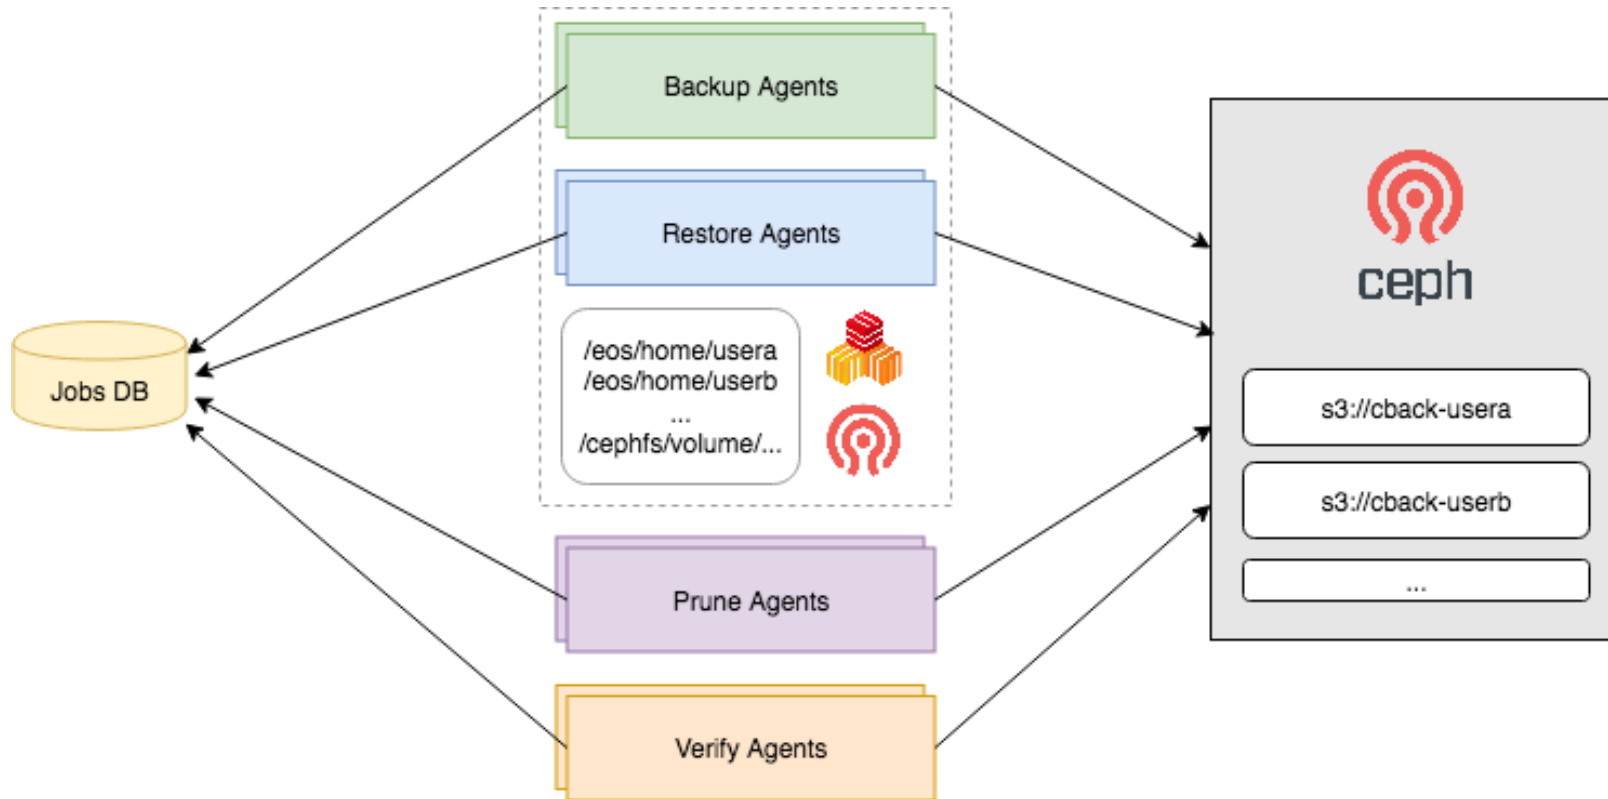 Backup Agents
Restore Agents
/eos/home/usera
/eos/home/userb
...
/cephfs/volume/...
Jobs DB
Prune Agents
Verify Agents
ceph
s3://cback-usera
s3://cback-userb
...